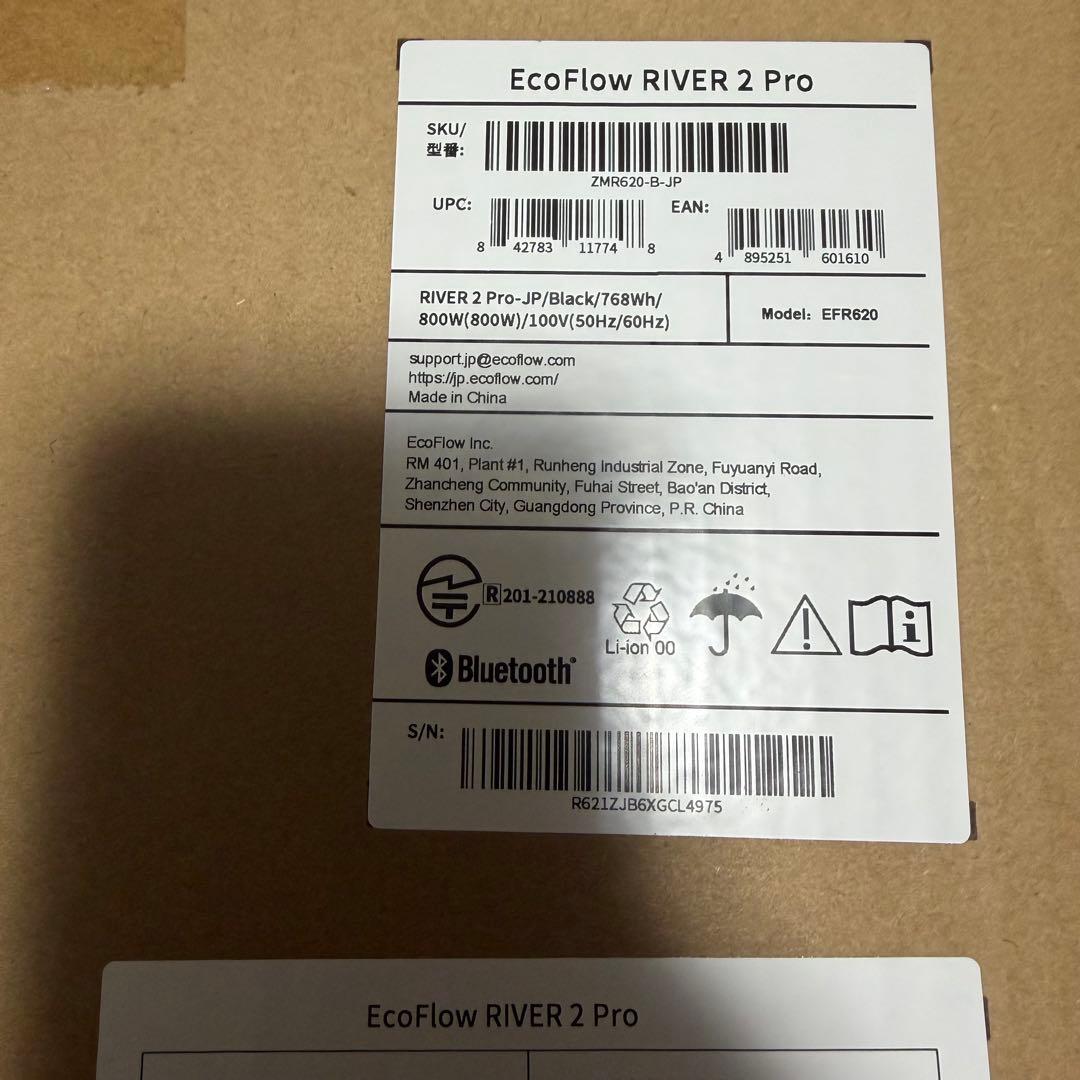 EcoFlow RIVER 2 Pro
SKU/
型番:
ZMR620-B-JP
UPC:
8 42783 11774 8
EAN:
4 895251 601610
RIVER 2 Pro-JP/Black/768Wh/
800W(800W)/100V(50Hz/60Hz)
Model: EFR620
support.jp@ecoflow.com
https://jp.ecoflow.com/
Made in China
EcoFlow Inc.
RM 401, Plant #1, Runheng Industrial Zone, Fuyuanyi Road,
Zhancheng Community, Fuhai Street, Bao'an District,
Shenzhen City, Guangdong Province, P.R. China
R 201-210888
Li-ion 00
Bluetooth®
S/N:
R621ZJB6XGCL4975
EcoFlow RIVER 2 Pro